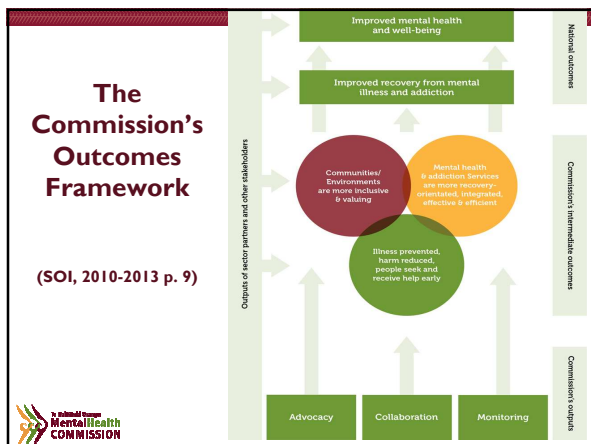 The
Commission's
Outcomes
Framework
(SOI, 2010-2013 p. 9)
Outputs of sector partners and other stakeholders
Improved mental health
and well-being
Improved recovery from mental
illness and addiction
Communities/
Environments
are more inclusive
& valuing
Mental health
& addiction Services
are more recovery-
orientated, integrated,
effective & efficient
Illness prevented,
harm reduced,
people seek and
receive help early
Advocacy
Collaboration
Monitoring
National
outcomes
Commission's intermediate outcomes
Commission's
outputs
MentalHealth
COMMISSION